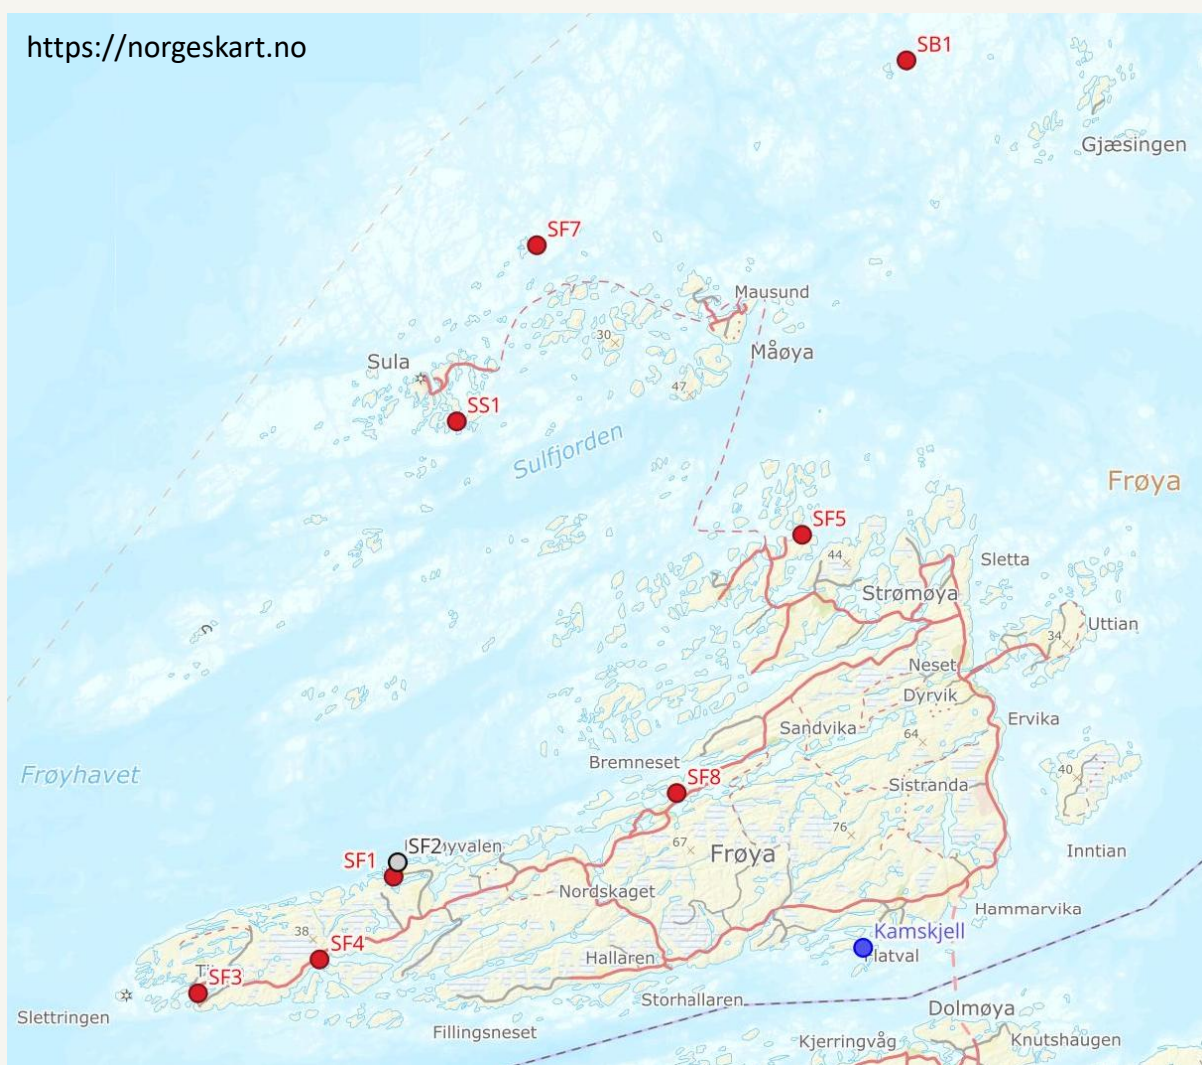 https://norgeskart.no
SB1
Gjæsingen
SF7
Mausund
30
Måøya
Sula
47
SS1
Sulfjorden
Frøya
SF5
44
Sletta
Strømøya
Uttian
34
Neset
Dyrvik
Ervika
Sandvika
64
Bremneset
Frøyhavet
40
SF8
Sistranda
76
SF2
øyvalen
67
Frøya
Inntian
SF1
Nordskaget
Hammarvika
38
Kamskjell
SF4
Hallaren
latval
SF3
Storhallaren
Slettringen
Dolmøya
Fillingsneset
Kjerringvåg
Knutshaugen